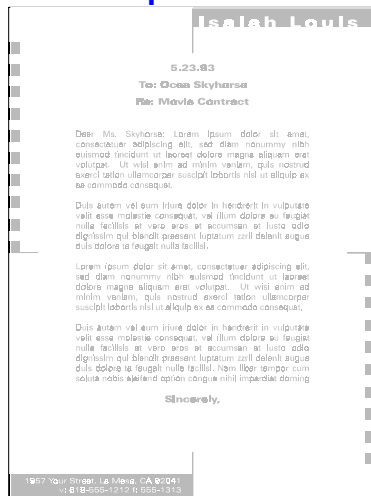 Isaiah Louis
5.23.93
To: Ocea Skyhorse
Re: Movie Contract
Dear Ms. Skyhorse: Lorem ipsum dolor sit amet,
consectetuer adipiscing elit, sed diam nonummy nibh
euismod tincidunt ut laoreet dolore magna aliquam erat
volutpat. Ut wisi enim ad minim veniam, quis nostrud
exerci tation ullamcorper suscipit lobortis nisl ut aliquip ex
ea commodo consequat.
Duis autem vel eum iriure dolor in hendrerit in vulputate
velit esse molestie consequat, vel illum dolore eu feugiat
nulla facilisis at vero eros et accumsan et iusto odio
dignissim qui blandit praesent luptatum zzril delenit augue
duis dolore te feugait nulla facilisi.
Lorem ipsum dolor sit amet, consectetuer adipiscing elit,
sed diam nonummy nibh euismod tincidunt ut laoreet
dolore magna aliquam erat volutpat. Ut wisi enim ad
minim veniam, quis nostrud exerci tation ullamcorper
suscipit lobortis nisl ut aliquip ex ea commodo consequat.
Duis autem vel eum iriure dolor in hendrerit in vulputate
velit esse molestie consequat, vel illum dolore eu feugiat
nulla facilisis at vero eros et accumsan et iusto odio
dignissim qui blandit praesent luptatum zzril delenit augue
duis dolore te feugait nulla facilisi. Nam liber tempor cum
soluta nobis eleifend option congue nihil imperdiet doming
Sincerely,
1957 Your Street, La Mesa, CA 92041
v: 619-555-1212 f: 555-1313